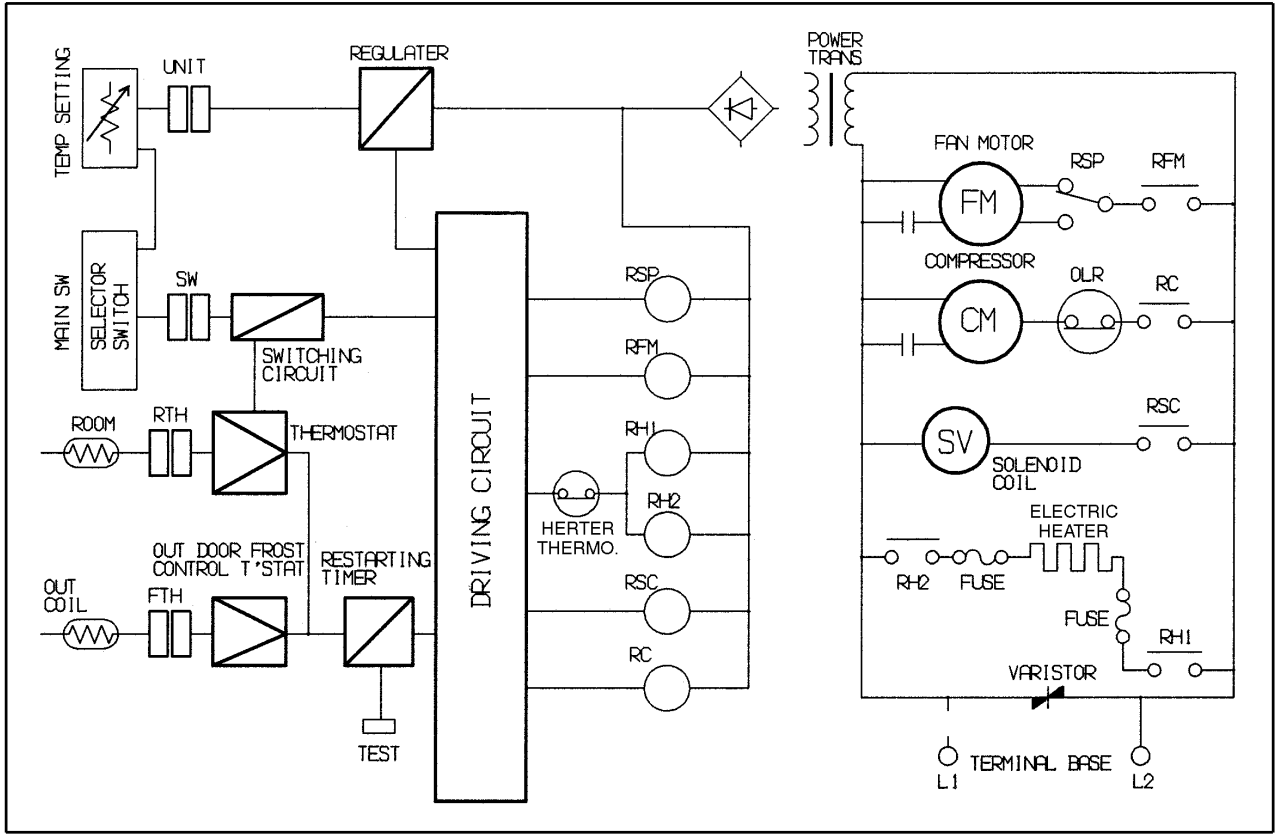 TEMP SETTING
UNIT
REGULATER
POWER
TRANS
FAN MOTOR
FM
RSP
RFM
MAIN SW
SELECTOR
SWITCH
SW
SWITCHING
CIRCUIT
COMPRESSOR
CM
OLR
RC
RSP
RFM
ROOM
RTH
THERMOSTAT
DRIVING CIRCUIT
RH1
RH2
HERTER
THERMO.
SV
SOLENOID
COIL
RSC
ELECTRIC
HEATER
RH2
FUSE
FUSE
RH1
OUT DOOR FROST
CONTROL T'STAT
RESTARTING
TIMER
OUT
COIL
FTH
RSC
RC
TEST
VARISTOR
L1
TERMINAL BASE
L2